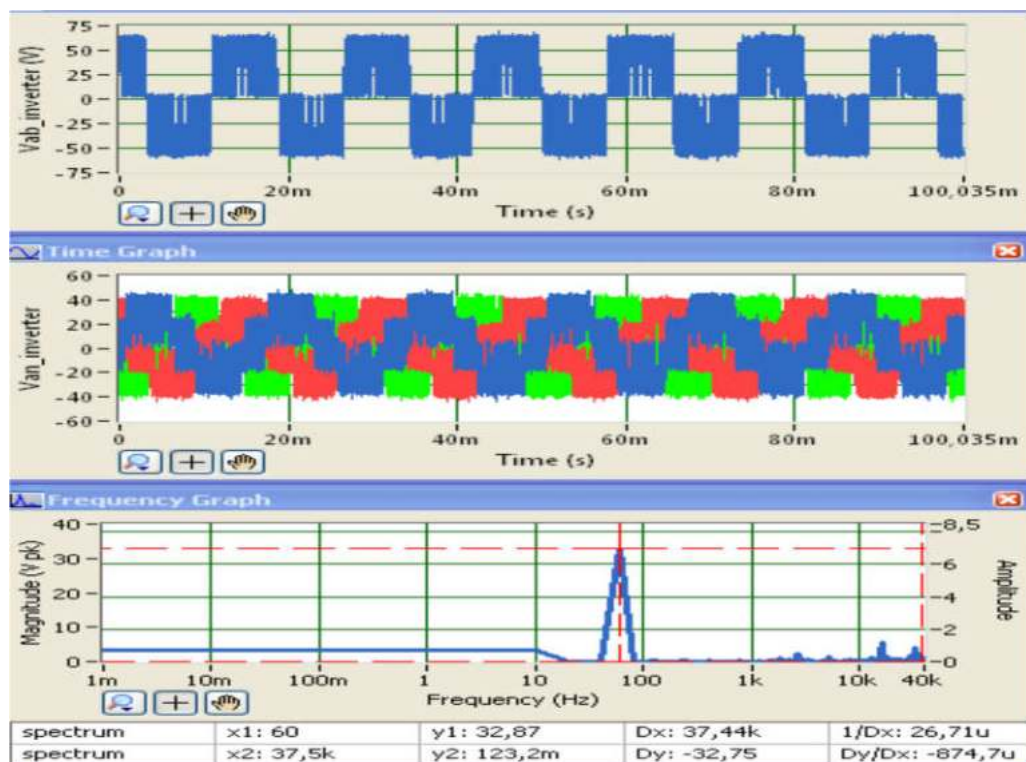 75
50
25
0
-25
-50
-75
Vab_inverter (V)
0 20m 40m 60m 80m 100,035m
Time (s)
Time Graph
60
40
20
0
-20
-40
-60
Van_inverter
0 20m 40m 60m 80m 100,035m
Time (s)
Frequency Graph
40
30
20
10
0
Magnitude (V pk)
8,5
6
4
2
0
Amplitude
1m 10m 100m 1 10 100 1k 10k 40k
Frequency (Hz)
spectrum x1: 60 y1: 32,87 Dx: 37,44k 1/Dx: 26,71u
spectrum x2: 37,5k y2: 123,2m Dy: -32,75 Dy/Dx: -874,7u